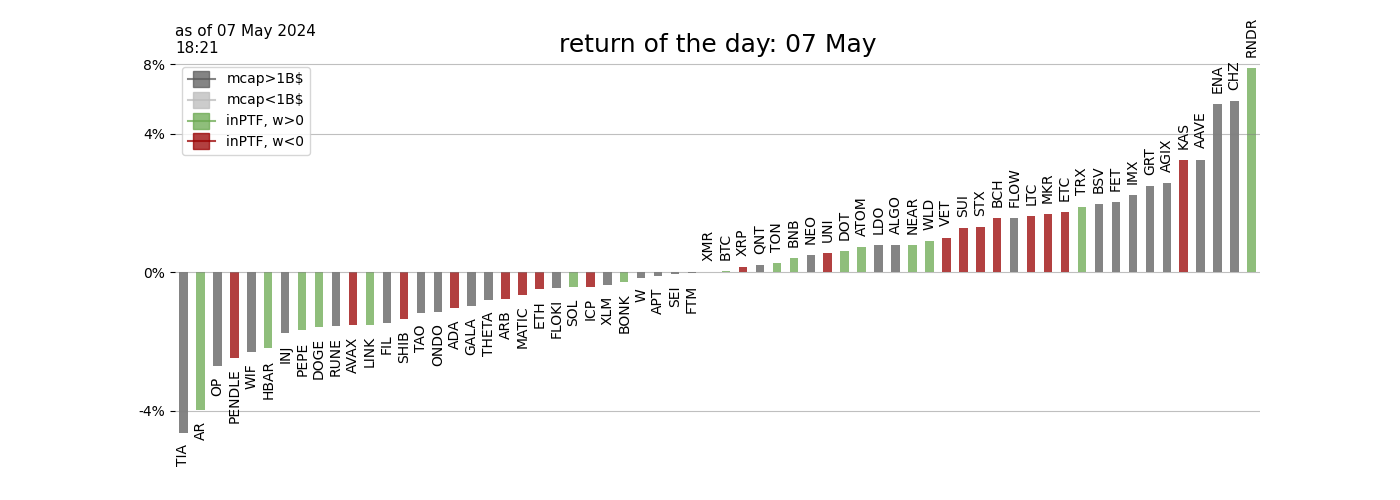 as of 07 May 2024
18:21
return of the day: 07 May
mcap>1B$
mcap<1B$
inPTF, w>0
inPTF, w<0
8%
4%
0%
-4%
TIA
AR
OP
PENDLE
WIF
HBAR
INJ
PEPE
DOGE
RUNE
AVAX
LINK
FIL
SHIB
TAO
ONDO
ADA
GALA
THETA
ARB
MATIC
ETH
FLOKI
SOL
ICP
XLM
BONK
W
APT
SEI
FTM
XMR
BTC
XRP
QNT
TON
BNB
NEO
UNI
DOT
ATOM
LDO
ALGO
NEAR
WLD
VET
SUI
STX
BCH
FLOW
LTC
MKR
ETC
TRX
BSV
FET
IMX
GRT
AGIX
KAS
AAVE
ENA
CHZ
RNDR